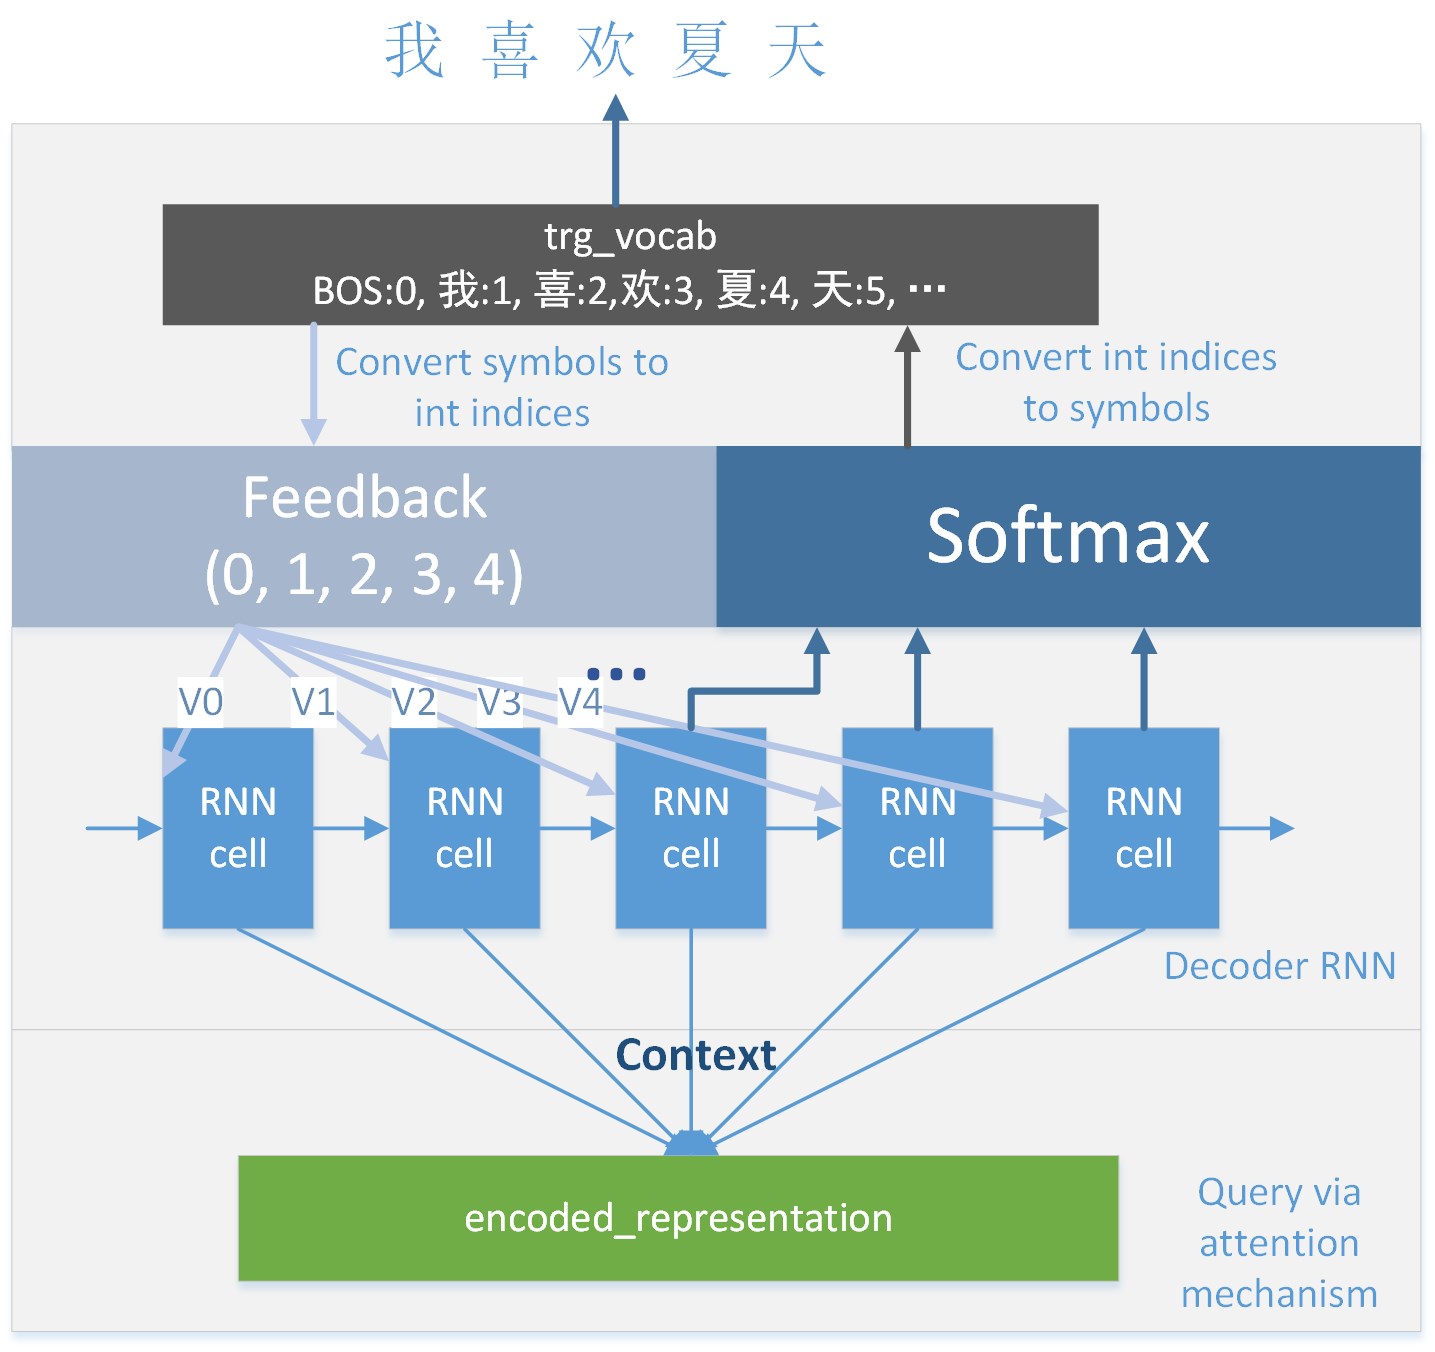 我 喜 欢 夏 天
trg_vocab
BOS:0, 我:1, 喜:2,欢:3, 夏:4, 天:5, ···
Convert symbols to
int indices
Convert int indices
to symbols
Feedback
(0, 1, 2, 3, 4)
Softmax
...
V0 V1 V2 V3 V4
RNN
cell
RNN
cell
RNN
cell
RNN
cell
RNN
cell
Decoder RNN
Context
encoded_representation
Query via
attention
mechanism